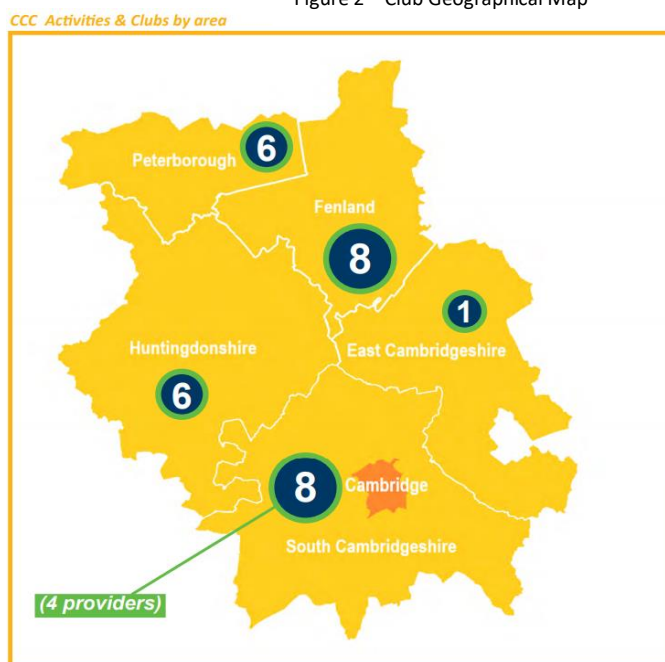 Figure 2 – Club Geographical Map
CCC Activities & Clubs by area
Peterborough
6
Fenland
8
1
East Cambridgeshire
Huntingdonshire
6
8
Cambridge
South Cambridgeshire
(4 providers)